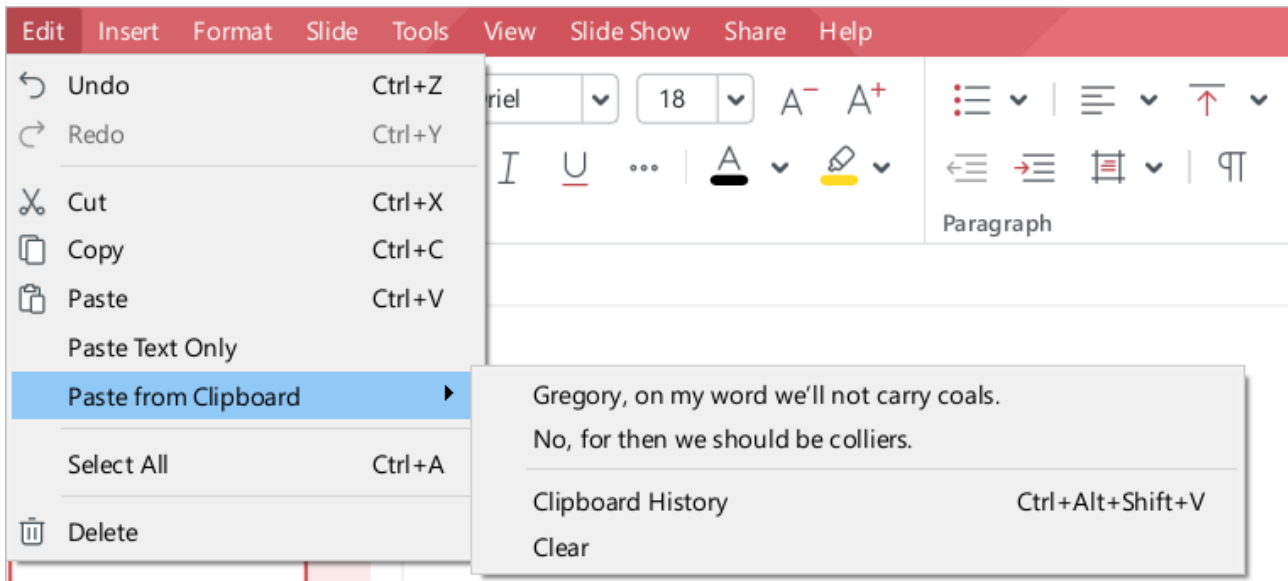 Edit Insert Format Slide Tools View Slide Show Share Help
Undo Ctrl+Z
Redo Ctrl+Y
Cut Ctrl+X
Copy Ctrl+C
Paste Ctrl+V
Paste Text Only
Paste from Clipboard
Select All Ctrl+A
Delete
18
Paragraph
Gregory, on my word we’ll not carry coals.
No, for then we should be colliers.
Clipboard History Ctrl+Alt+Shift+V
Clear